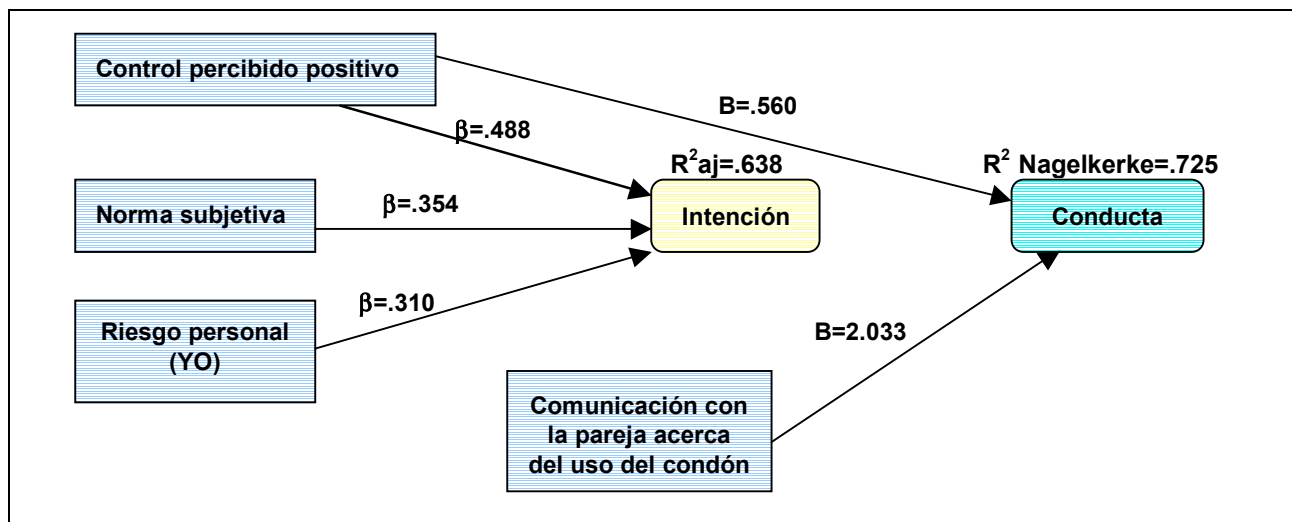 Control percibido positivo
B=.560
β=.488
R²aj=.638
R² Nagelkerke=.725
Norma subjetiva
β=.354
Intención
Conducta
β=.310
Riesgo personal
(YO)
B=2.033
Comunicación con
la pareja acerca
del uso del condón